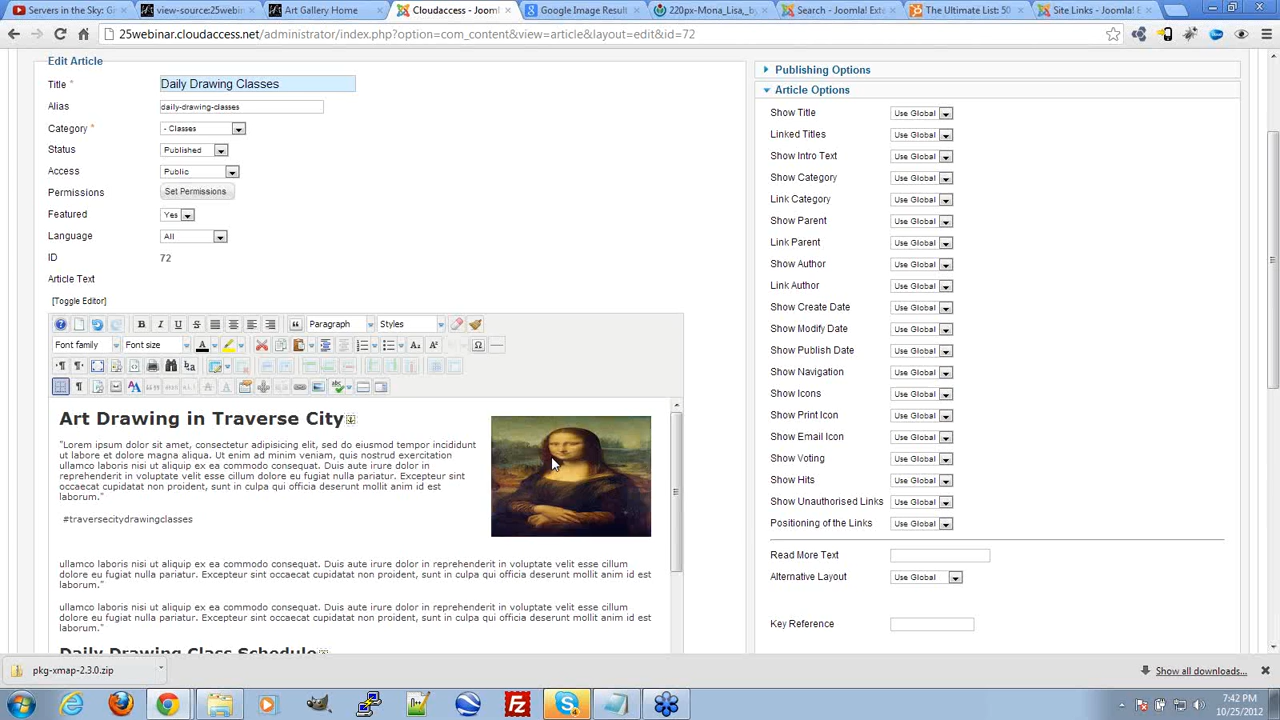 Servers in the Sky: Gi
view-source:25webin
Art Gallery Home
Cloudaccess - Jooml
Google Image Resul
220px-Mona_Lisa,_by
Search - Joomla! Exte
The Ultimate List: 50
Site Links - Joomla! E
25webinar.cloudaccess.net/administrator/index.php?option=com_content&view=article&layout=edit&id=72
Edit Article
Title *
Daily Drawing Classes
Alias
daily-drawing-classes
Category *
- Classes
Status
Published
Access
Public
Permissions
Set Permissions
Featured
Yes
Language
All
ID
72
Article Text
[Toggle Editor]
Paragraph
Styles
Font family
Font size
Art Drawing in Traverse City
"Lorem ipsum dolor sit amet, consectetur adipisicing elit, sed do eiusmod tempor incididunt
ut labore et dolore magna aliqua. Ut enim ad minim veniam, quis nostrud exercitation
ullamco laboris nisi ut aliquip ex ea commodo consequat. Duis aute irure dolor in
reprehenderit in voluptate velit esse cillum dolore eu fugiat nulla pariatur. Excepteur sint
occaecat cupidatat non proident, sunt in culpa qui officia deserunt mollit anim id est
laborum."
#traversecitydrawingclasses
ullamco laboris nisi ut aliquip ex ea commodo consequat. Duis aute irure dolor in reprehenderit in voluptate velit esse cillum
dolore eu fugiat nulla pariatur. Excepteur sint occaecat cupidatat non proident, sunt in culpa qui officia deserunt mollit anim id est
laborum."
ullamco laboris nisi ut aliquip ex ea commodo consequat. Duis aute irure dolor in reprehenderit in voluptate velit esse cillum
dolore eu fugiat nulla pariatur. Excepteur sint occaecat cupidatat non proident, sunt in culpa qui officia deserunt mollit anim id est
laborum."
Daily Drawing Class Schedule
Publishing Options
Article Options
Show Title Use Global
Linked Titles Use Global
Show Intro Text Use Global
Show Category Use Global
Link Category Use Global
Show Parent Use Global
Link Parent Use Global
Show Author Use Global
Link Author Use Global
Show Create Date Use Global
Show Modify Date Use Global
Show Publish Date Use Global
Show Navigation Use Global
Show Icons Use Global
Show Print Icon Use Global
Show Email Icon Use Global
Show Voting Use Global
Show Hits Use Global
Show Unauthorised Links Use Global
Positioning of the Links Use Global
Read More Text
Alternative Layout Use Global
Key Reference
pkg-xmap-2.3.0.zip
Show all downloads...
7:42 PM
10/25/2012